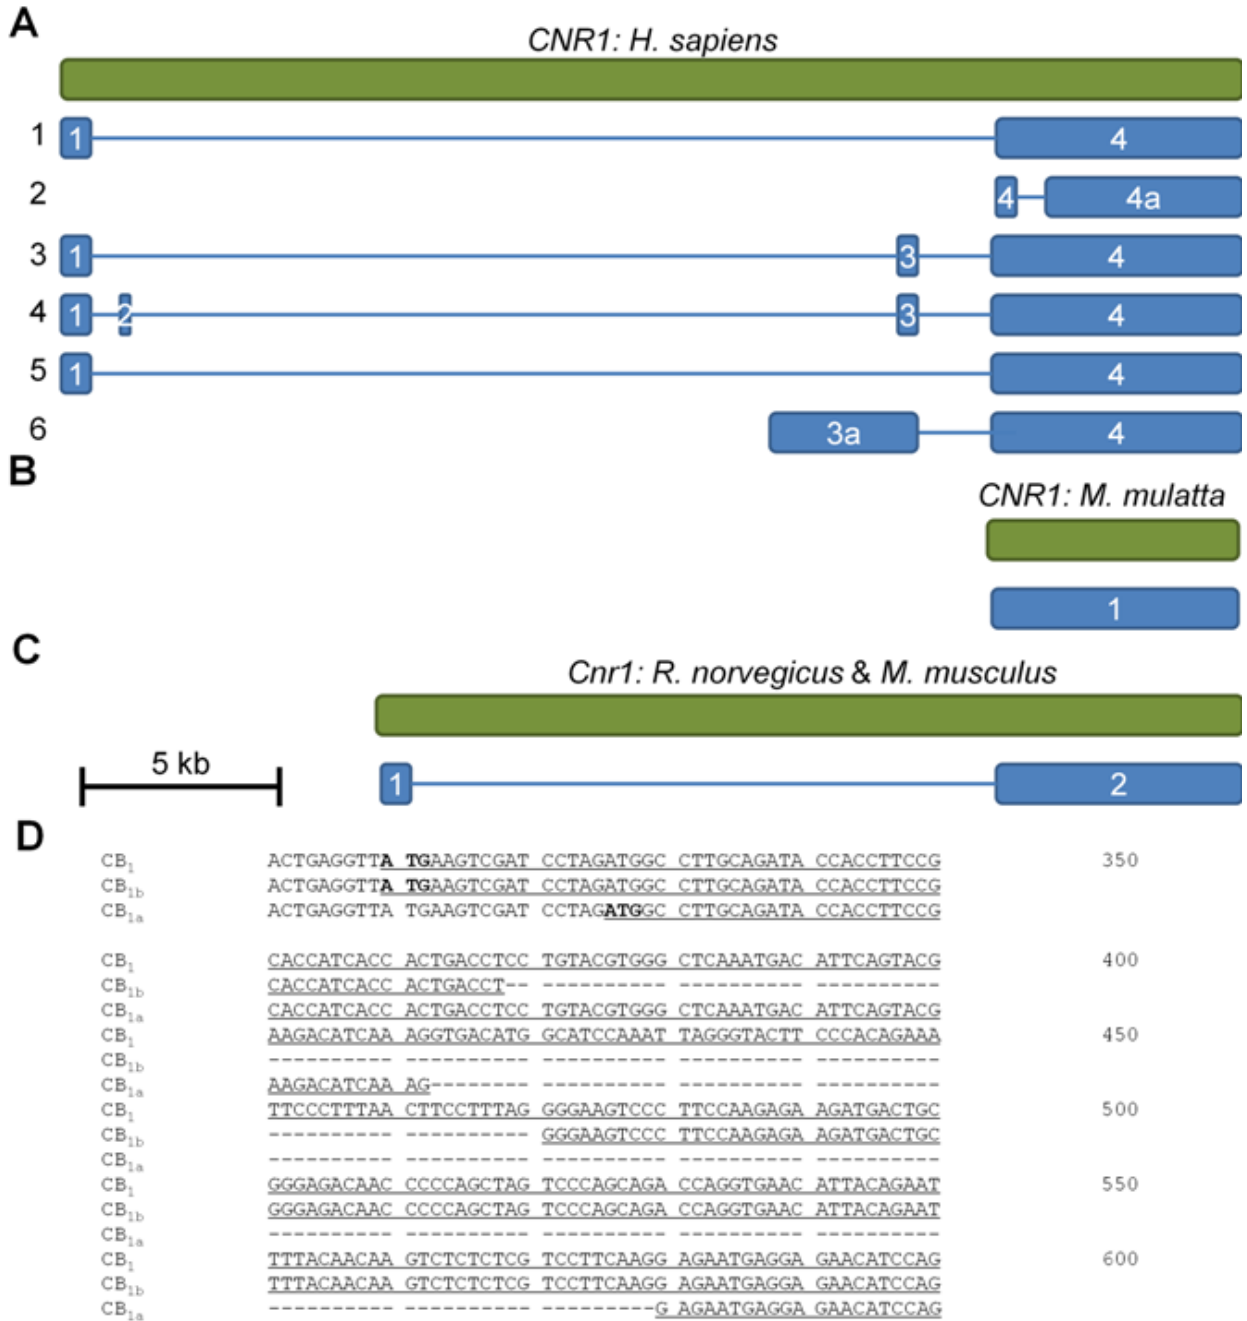 A
CNR1: H. sapiens
1 1 4
2 4 4a
3 1 3 4
4 1 2 3 4
5 1 4
6 3a 4
B
CNR1: M. mulatta
1
C
Cnr1: R. norvegicus & M. musculus
5 kb
1 2
D
CB1 ACTGAGGTTA TGAAGTCGAT CCTAGATGGC CTTGCAGATA CCACCTTCCG 350
CB1b ACTGAGGTTA TGAAGTCGAT CCTAGATGGC CTTGCAGATA CCACCTTCCG
CB1a ACTGAGGTTA TGAAGTCGAT CCTAGATGGC CTTGCAGATA CCACCTTCCG
CB1 CACCATCACC ACTGACCTCC TGTACGTGGG CTCAAATGAC ATTCAGTACG 400
CB1b CACCATCACC ACTGACCT-- ---------- ---------- ----------
CB1a CACCATCACC ACTGACCTCC TGTACGTGGG CTCAAATGAC ATTCAGTACG
CB1 AAGACATCAA AGGTGACATG GCATCCAAAT TAGGGTACTT CCCACAGAAA 450
CB1b ---------- ---------- ---------- ---------- ----------
CB1a AAGACATCAA AG-------- ---------- ---------- ----------
CB1 TTCCCTTTAA CTTCCTTTAG GGGAAGTCCC TTCCAAGAGA AGATGACTGC 500
CB1b ---------- ---------- GGGAAGTCCC TTCCAAGAGA AGATGACTGC
CB1a ---------- ---------- ---------- ---------- ----------
CB1 GGGAGACAAC CCCCAGCTAG TCCCAGCAGA CCAGGTGAAC ATTACAGAAT 550
CB1b GGGAGACAAC CCCCAGCTAG TCCCAGCAGA CCAGGTGAAC ATTACAGAAT
CB1a ---------- ---------- ---------- ---------- ----------
CB1 TTTACAACAA GTCTCTCTCG TCCTTCAAGG AGAATGAGGA GAACATCCAG 600
CB1b TTTACAACAA GTCTCTCTCG TCCTTCAAGG AGAATGAGGA GAACATCCAG
CB1a ---------- ---------- ---------G AGAATGAGGA GAACATCCAG